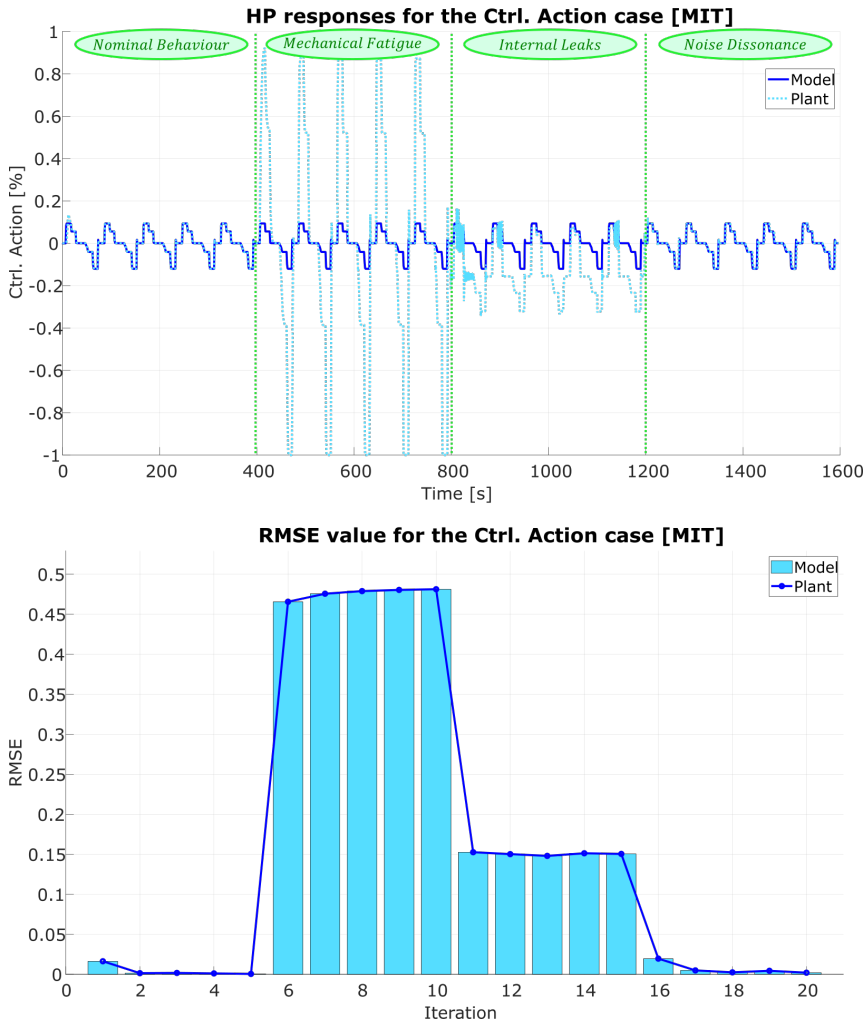 HP responses for the Ctrl. Action case [MIT]
Nominal Behaviour
Mechanical Fatigue
Internal Leaks
Noise Dissonance
Model
Plant
Ctrl. Action [%]
1
0.8
0.6
0.4
0.2
0
-0.2
-0.4
-0.6
-0.8
-1
0 200 400 600 800 1000 1200 1400 1600
Time [s]
RMSE value for the Ctrl. Action case [MIT]
Model
Plant
RMSE
0.5
0.45
0.4
0.35
0.3
0.25
0.2
0.15
0.1
0.05
0
0 2 4 6 8 10 12 14 16 18 20
Iteration